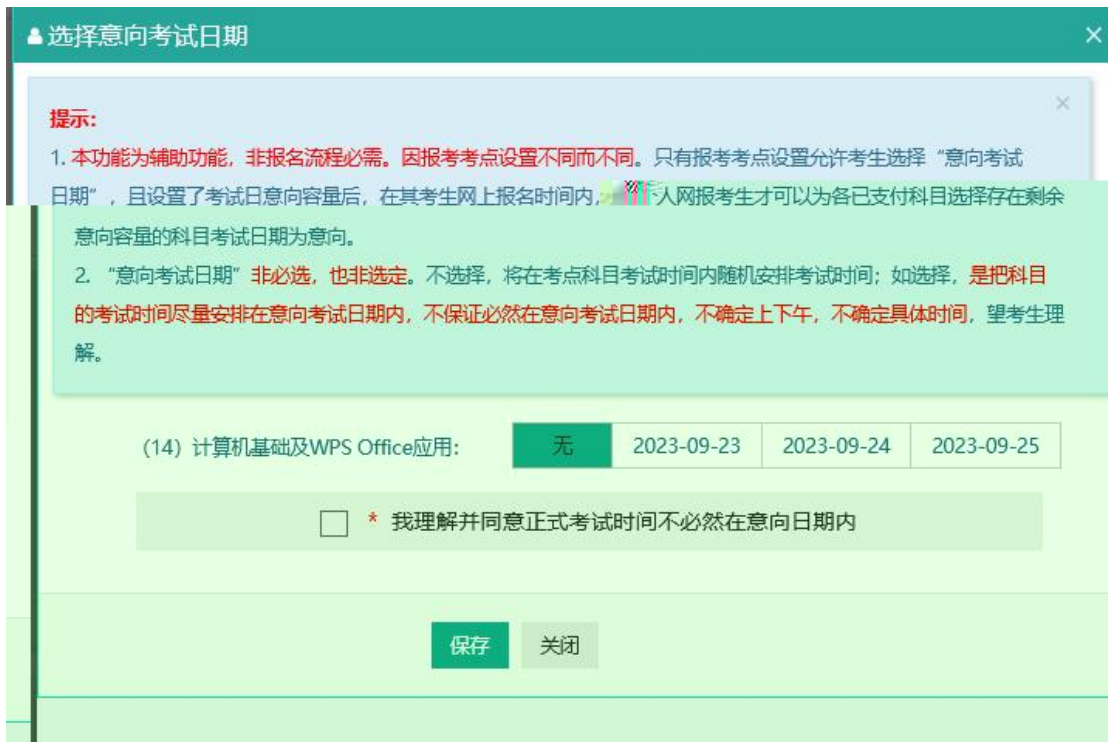 选择意向考试日期
提示:
1. 本功能为辅助功能，非报名流程必需。因报考考点设置不同而不同。只有报考考点设置允许考生选择“意向考试
日期”，且设置了考试日意向容量后，在其考生网上报名时间内，人网报考生才可以为各已支付科目选择存在剩余
意向容量的科目考试日期为意向。
2. “意向考试日期”非必选，也非选定。不选择，将在考点科目考试时间内随机安排考试时间；如选择，是把科目
的考试时间尽量安排在意向考试日期内，不保证必然在意向考试日期内，不确定上下午，不确定具体时间，望考生理
解。
(14) 计算机基础及WPS Office应用: 无 2023-09-23 2023-09-24 2023-09-25
* 我理解并同意正式考试时间不必然在意向日期内
保存 关闭